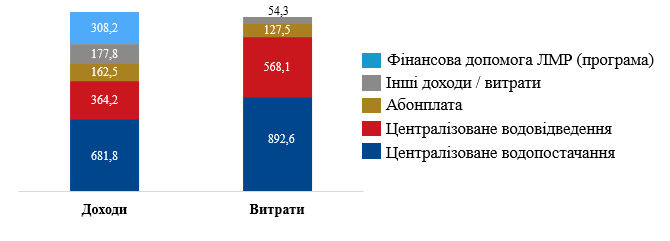 308,2
177,8
162,5
364,2
681,8
Доходи
54,3
127,5
568,1
892,6
Витрати
Фінансова допомога ЛМР (програма)
Інші доходи / витрати
Абонплата
Централізоване водовідведення
Централізоване водопостачання